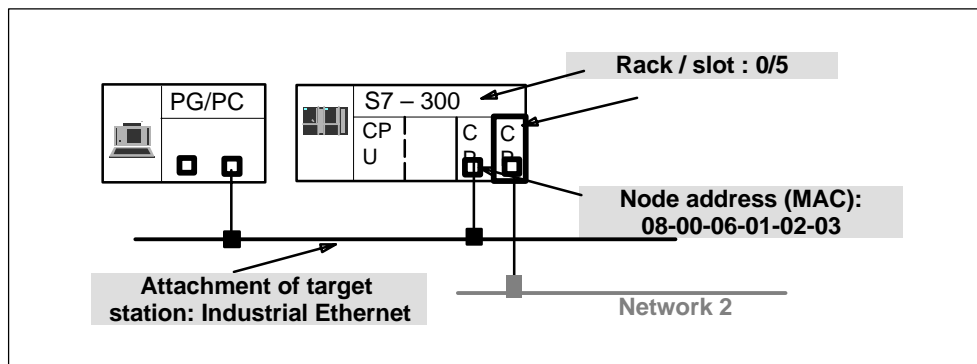 Rack / slot : 0/5
PG/PC
S7 – 300
CP
U
C
P
C
P
Node address (MAC):
08-00-06-01-02-03
Attachment of target
station: Industrial Ethernet
Network 2